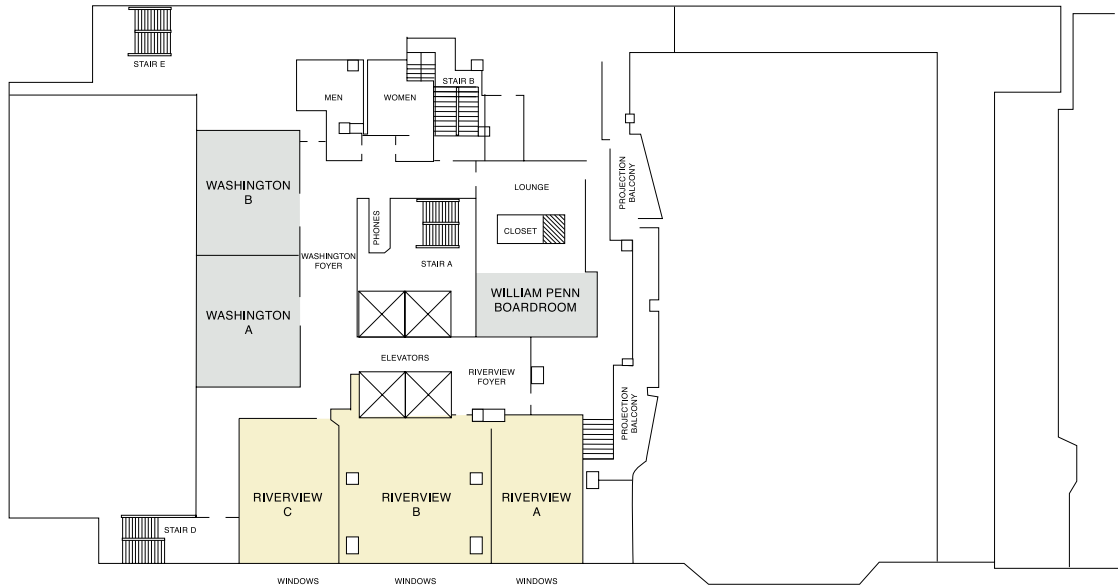 STAIR E
MEN
WOMEN
STAIR B
WASHINGTON
B
LOUNGE
PROJECTION
BALCONY
PHONES
CLOSET
WASHINGTON
FOYER
STAIR A
WILLIAM PENN
BOARDROOM
WASHINGTON
A
ELEVATORS
RIVERVIEW
FOYER
PROJECTION
BALCONY
RIVERVIEW
C
RIVERVIEW
B
RIVERVIEW
A
STAIR D
WINDOWS
WINDOWS
WINDOWS